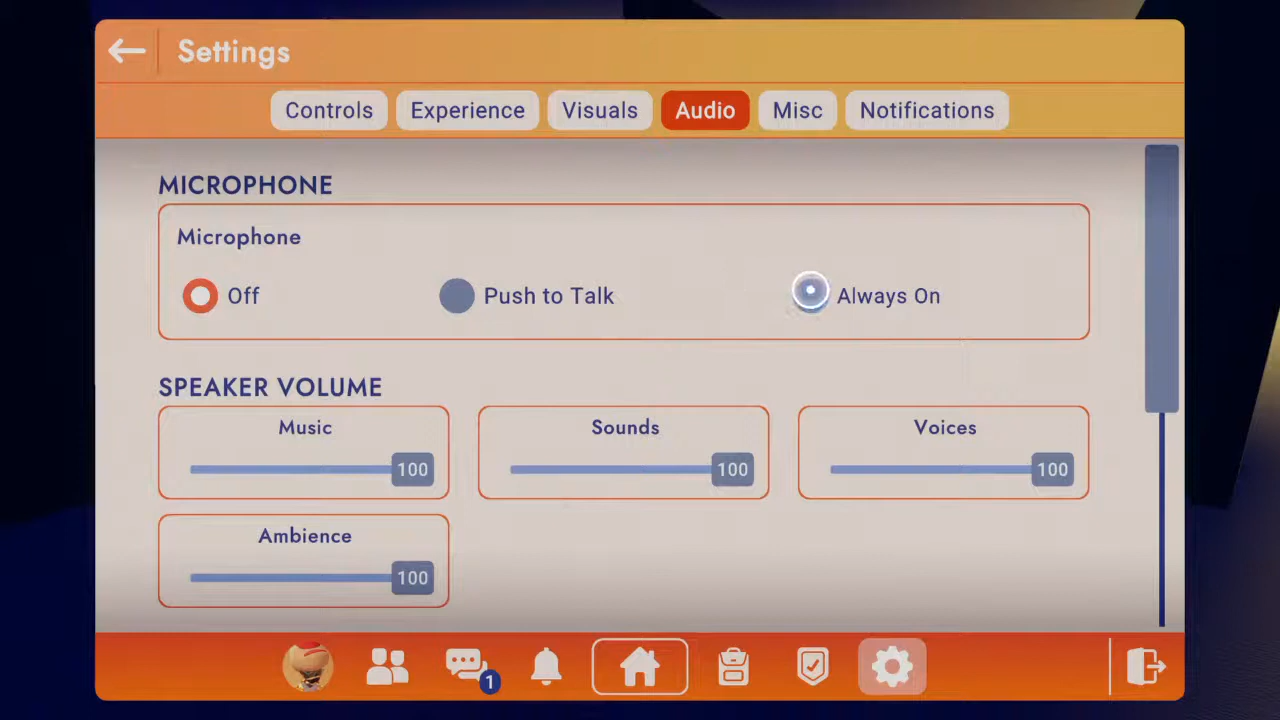 Settings
Controls Experience Visuals Audio Misc Notifications
MICROPHONE
Microphone
Off Push to Talk Always On
SPEAKER VOLUME
Music Sounds Voices
100 100 100
Ambience
100
1